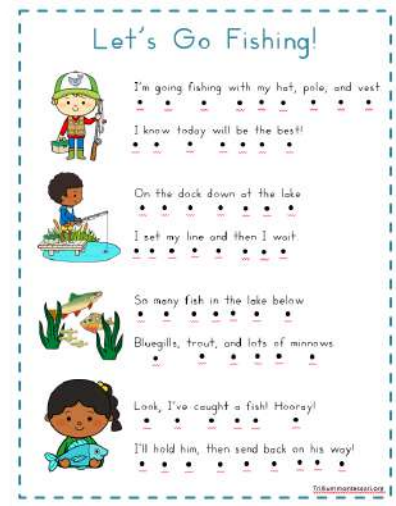 Let's Go Fishing!
I'm going fishing with my hat, pole, and vest
I know today will be the best!
On the dock down at the lake
I set my line and then I wait
So many fish in the lake below
Bluegills, trout, and lots of minnows
Look, I've caught a fish! Hooray!
I'll hold him, then send back on his way!
Trilliummontessori.org